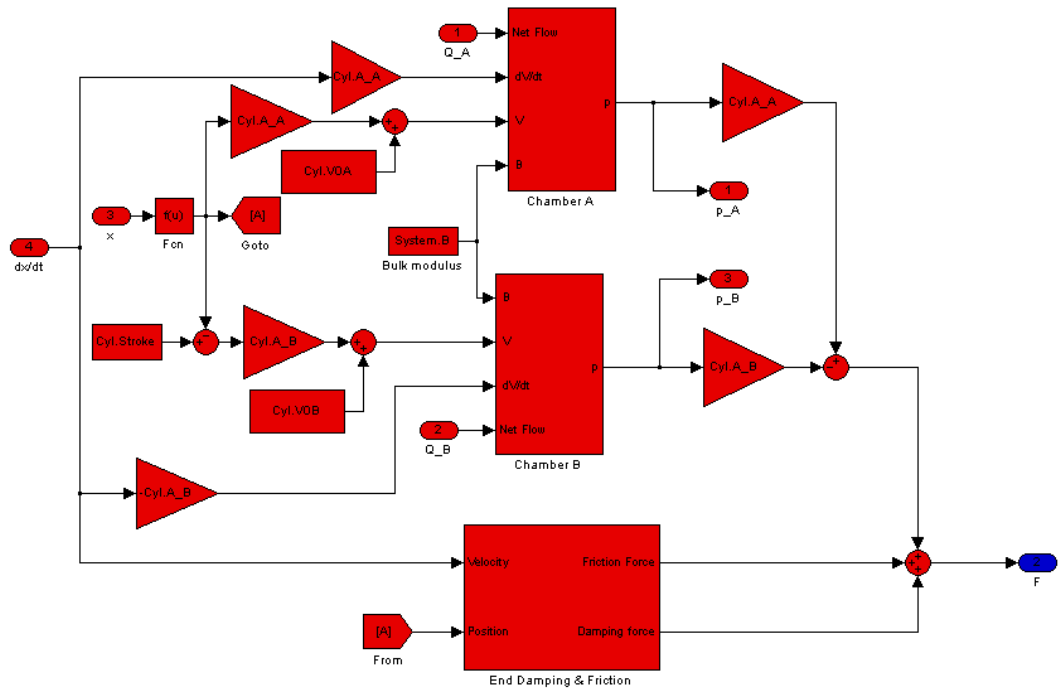 1
Q_A
Net Flow
Cyl.A_A
dV/dt
p
Cyl.A_A
Cyl.A_A
+
+
V
Cyl.V0A
B
Chamber A
1
p_A
3
x
f(u)
Fcn
[A]
Goto
4
dx/dt
System.B
Bulk modulus
3
p_B
B
Cyl.Stroke
+
−
Cyl.A_B
+
+
V
p
Cyl.A_B
−
+
dV/dt
Cyl.V0B
2
Q_B
Net Flow
Chamber B
-Cyl.A_B
Velocity
Friction Force
+
+
+
2
F
[A]
From
Position
Damping force
End Damping & Friction